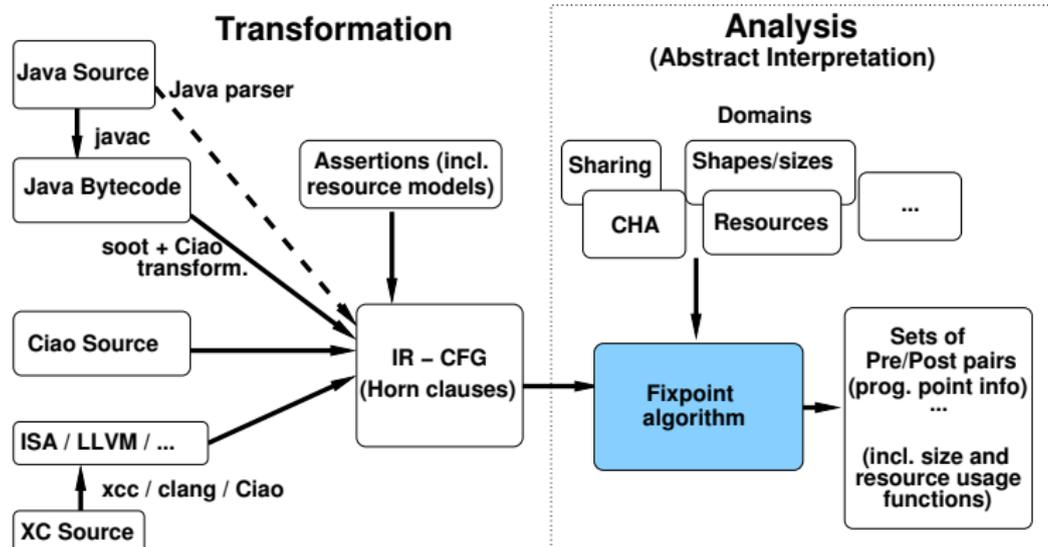 Transformation
Analysis
(Abstract Interpretation)
Java Source
Java parser
javac
Java Bytecode
soot + Ciao
transform.
Assertions (incl.
resource models)
Domains
Sharing
Shapes/sizes
CHA
Resources
...
Ciao Source
IR – CFG
(Horn clauses)
Fixpoint
algorithm
Sets of
Pre/Post pairs
(prog. point info)
...
(incl. size and
resource usage
functions)
ISA / LLVM / ...
xcc / clang / Ciao
XC Source